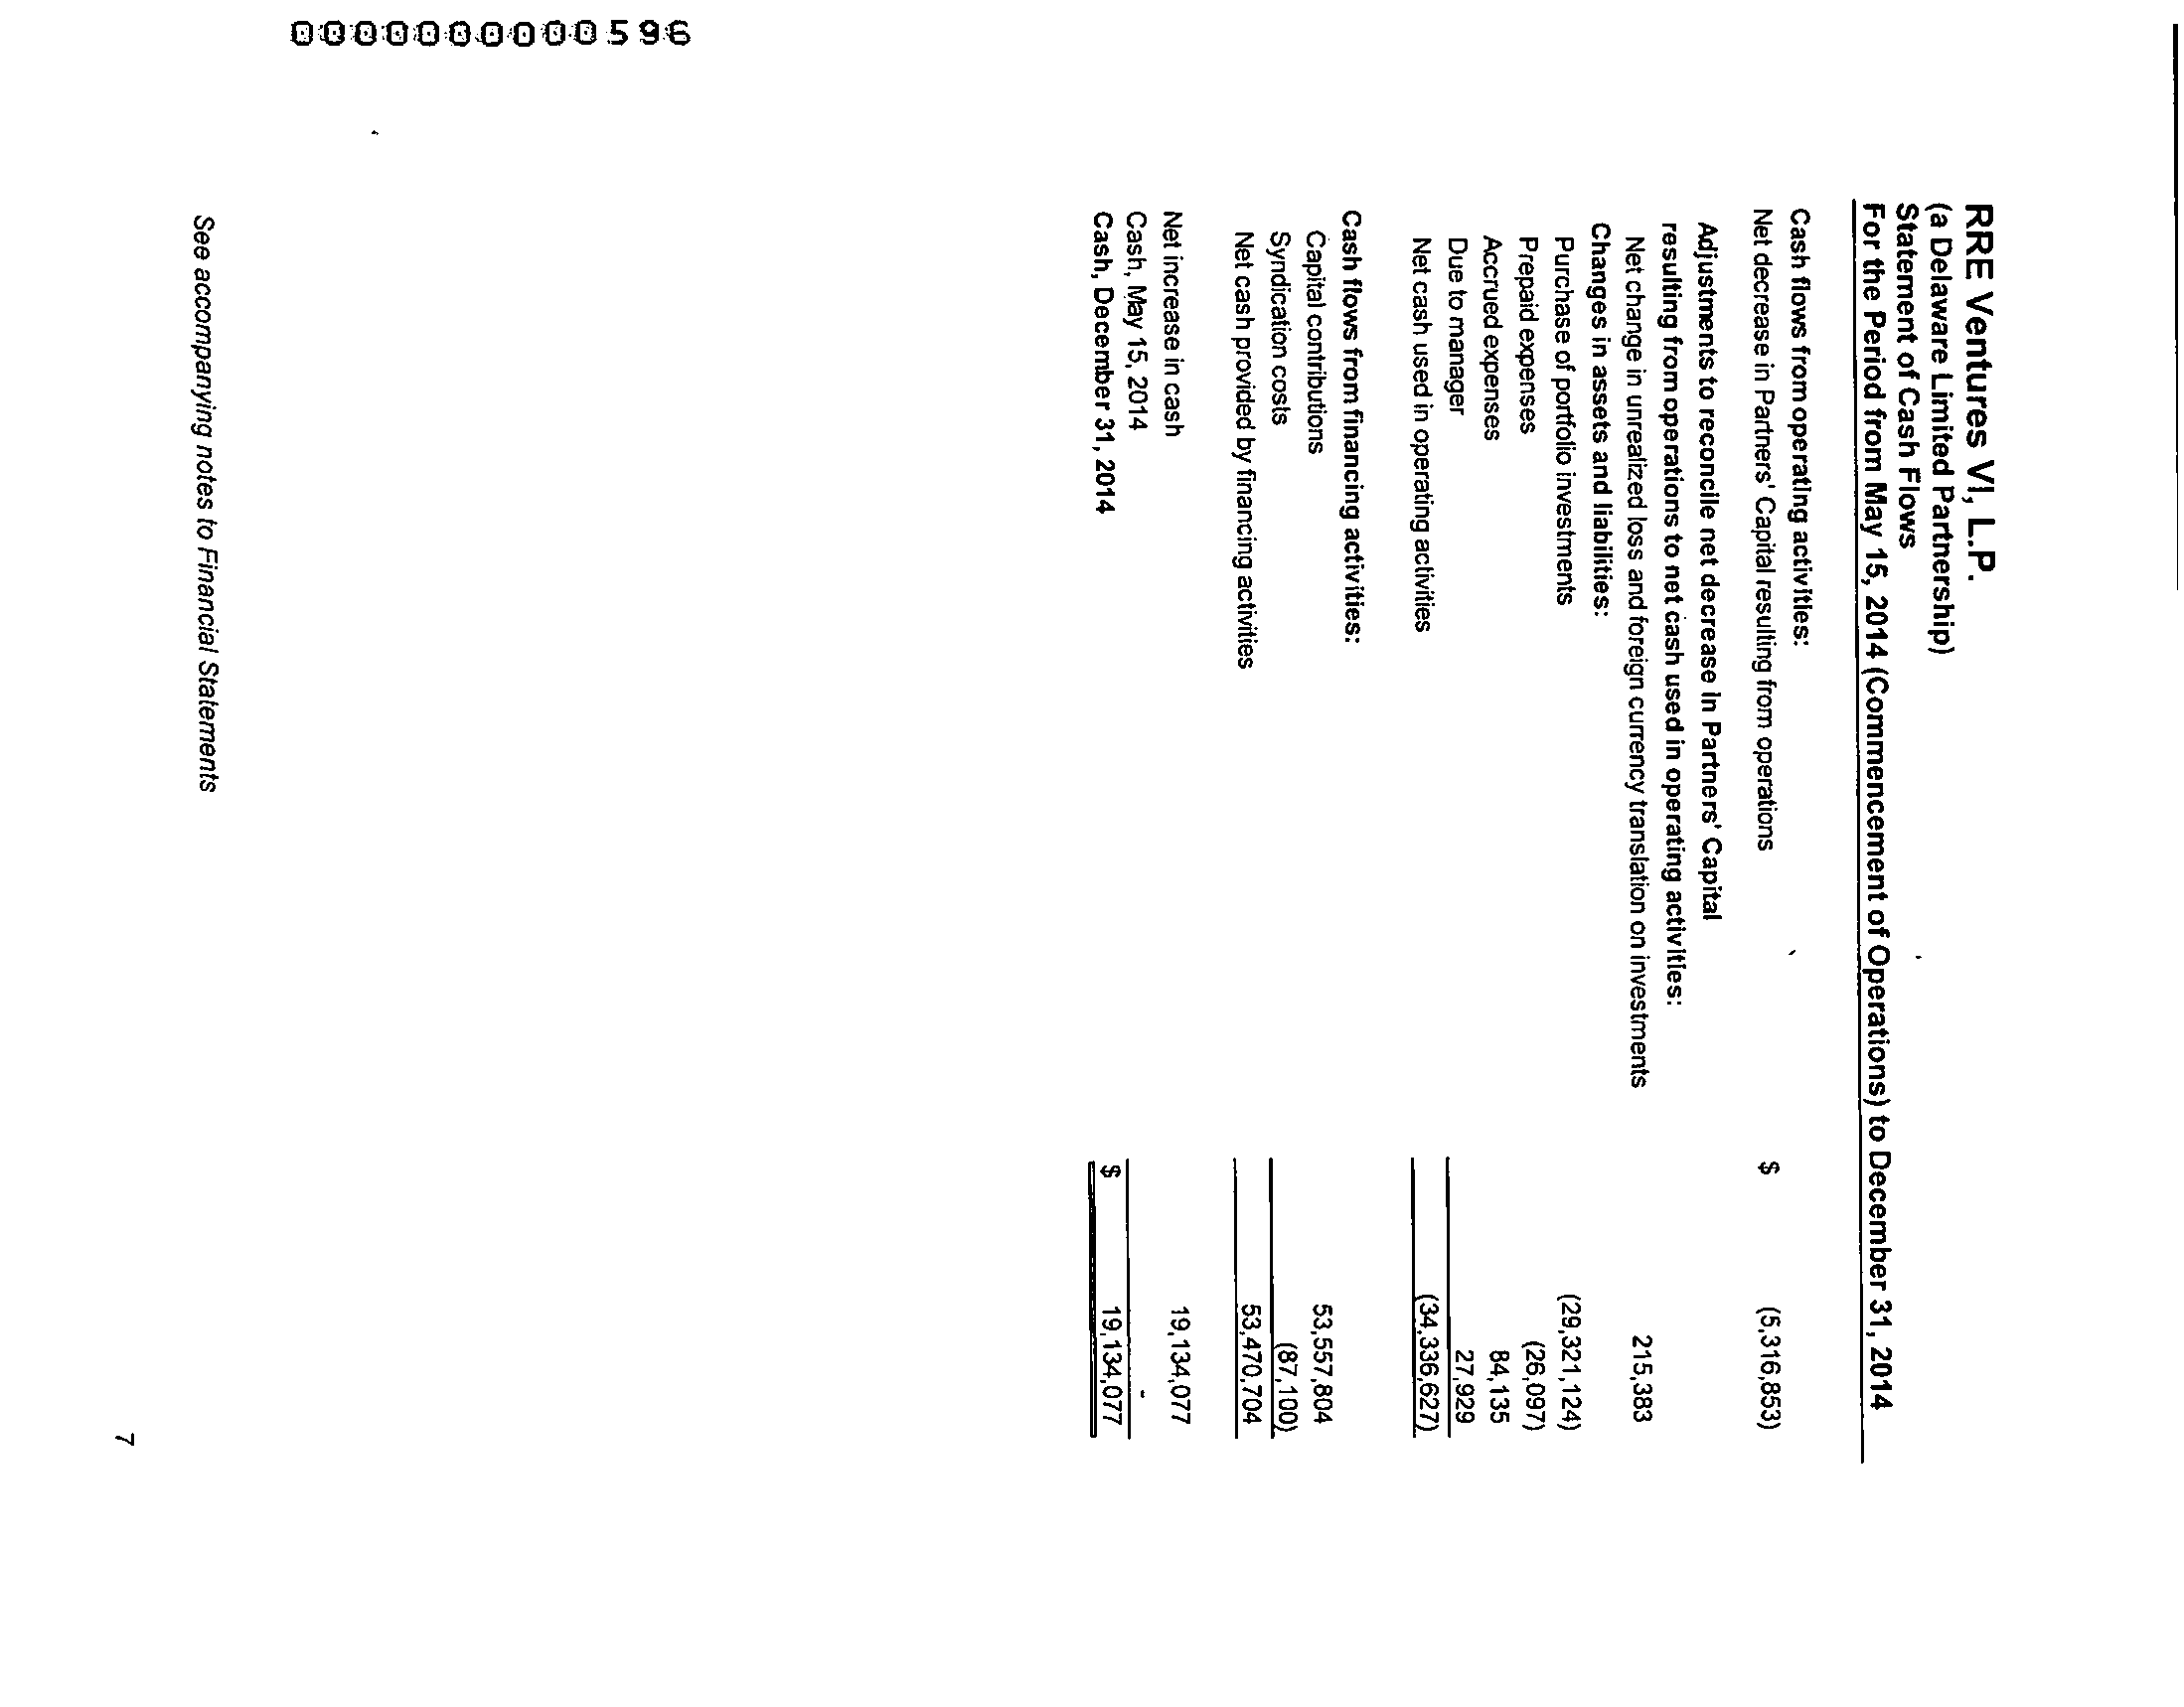 RRE Ventures VI, L.P.
(a Delaware Limited Partnership)
Statement of Cash Flows
For the Period from May 15, 2014 (Commencement of Operations) to December 31, 2014
Cash flows from operating activities:
Net decrease in Partners' Capital resulting from operations $ (5,316,853)
Adjustments to reconcile net decrease in Partners' Capital
resulting from operations to net cash used in operating activities:
Net change in unrealized loss and foreign currency translation on investments 215,383
Changes in assets and liabilities:
Purchase of portfolio investments (29,321,124)
Prepaid expenses (26,097)
Accrued expenses 84,135
Due to manager 27,929
Net cash used in operating activities (34,336,627)
Cash flows from financing activities:
Capital contributions 53,557,804
Syndication costs (87,100)
Net cash provided by financing activities 53,470,704
Net increase in cash 19,134,077
Cash, May 15, 2014 -
Cash, December 31, 2014 $ 19,134,077
See accompanying notes to Financial Statements
7
0000000000596